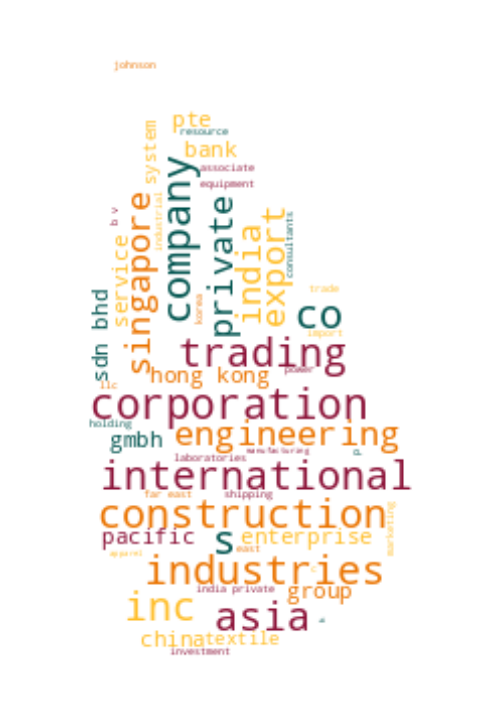 johnson
pte
resource
system
bank
associate
equipment
company
singapore
private
industrial
b v
export
india
consultants
service
korea
trade
sdn bhd
co
import
trading
hong kong
power
llc
corporation
holding
gmbh
engineering
manufacturing
p
laboratories
international
far east
shipping
construction
marketing
pacific
s
enterprise
east
apparel
industries
india private
group
inc
asia
china
textile
investment